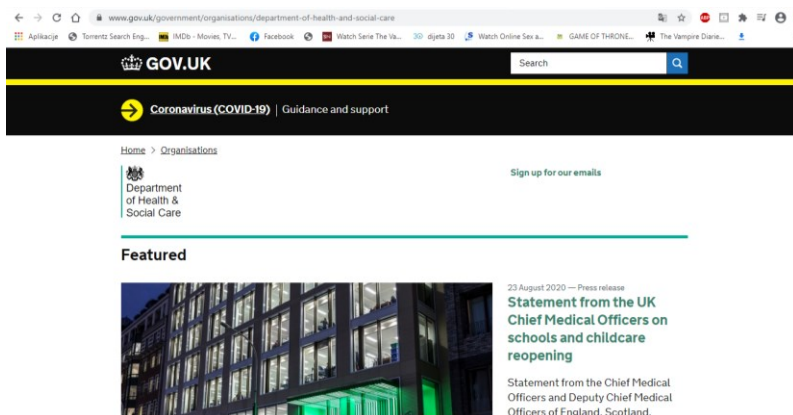 www.gov.uk/government/organisations/department-of-health-and-social-care
Aplikacije Torrentz Search Eng... IMDb - Movies, TV... Facebook Watch Serie The Va... dijeta 30 Watch Online Sex a... GAME OF THRONE... The Vampire Diarie...
GOV.UK Search
Coronavirus (COVID-19) | Guidance and support
Home > Organisations
Sign up for our emails
Department
of Health &
Social Care
Featured
23 August 2020 — Press release
Statement from the UK
Chief Medical Officers on
schools and childcare
reopening
Statement from the Chief Medical
Officers and Deputy Chief Medical
Officers of England, Scotland,